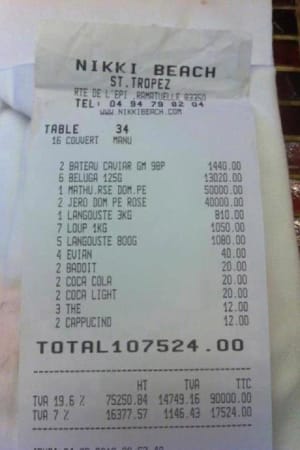 NIKKI BEACH
ST.TROPEZ
RTE DE L'EPI ,RAMATUELLE 83350
TEL: 04 94 79 82 04
WWW.NIKKIBEACH.COM
TABLE 34
16 COUVERT MANU
2 BATEAU CAVIAR GM 98P 1440.00
6 BELUGA 125G 13020.00
1 MATHU.RSE DOM.PE 50000.00
2 JERO DOM PE ROSE 40000.00
1 LANGOUSTE 3KG 810.00
7 LOUP 1KG 1050.00
5 LANGOUSTE 800G 1080.00
4 EVIAN 40.00
2 BADOIT 20.00
2 COCA COLA 20.00
2 COCA LIGHT 20.00
3 THE 12.00
2 CAPPUCINO 12.00
TOTAL107524.00
HT TVA TTC
TVA 19.6 % 75250.84 14749.16 90000.00
TVA 7 % 16377.57 1146.43 17524.00